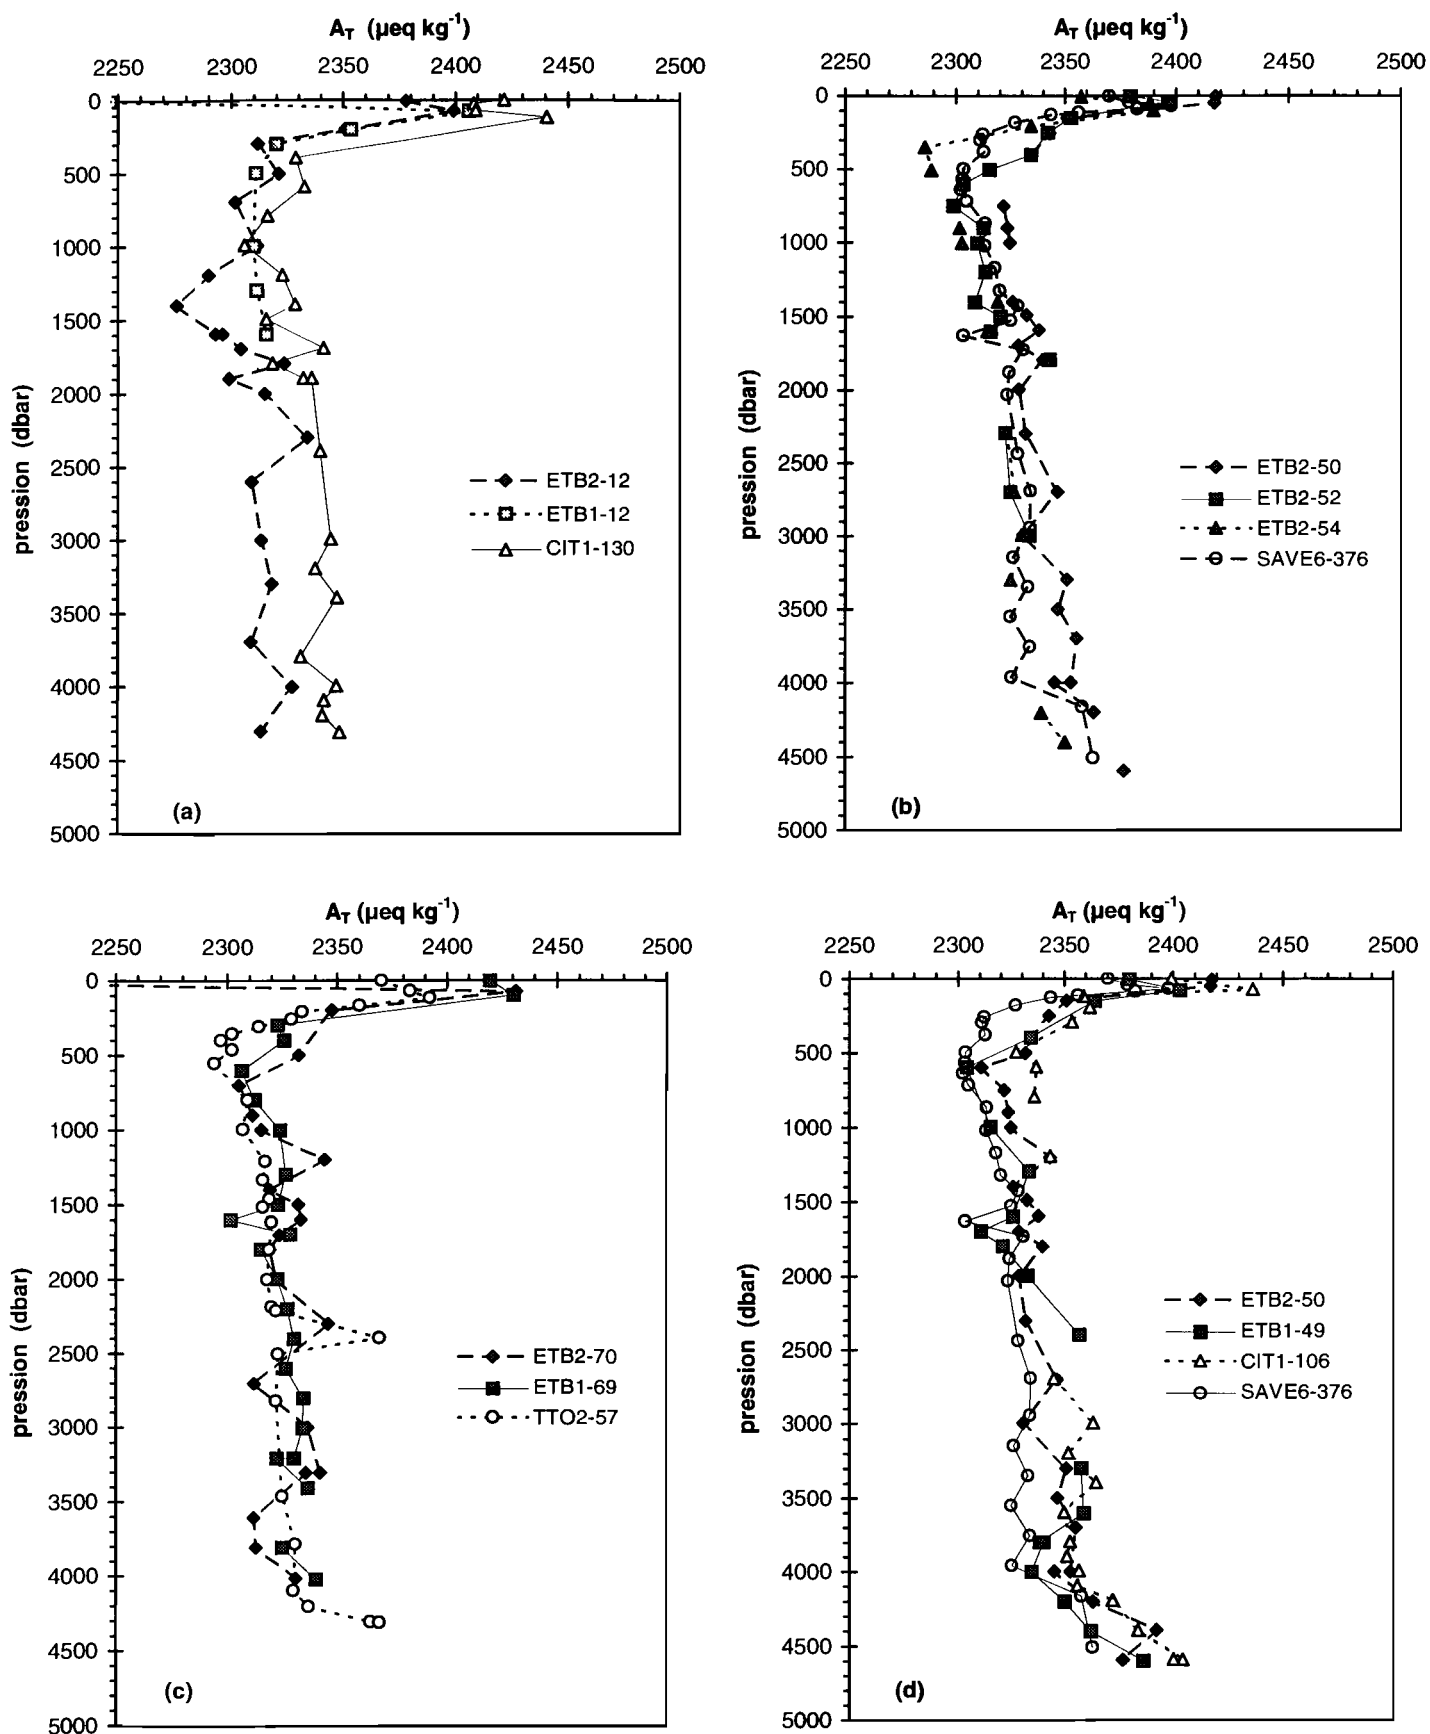 A_T (µeq kg⁻¹)
2250 2300 2350 2400 2450 2500
0
500
1000
1500
2000
2500
3000
3500
4000
4500
5000
pression (dbar)
ETB2-12
ETB1-12
CIT1-130
(a)
A_T (µeq kg⁻¹)
2250 2300 2350 2400 2450 2500
0
500
1000
1500
2000
2500
3000
3500
4000
4500
5000
pression (dbar)
ETB2-50
ETB2-52
ETB2-54
SAVE6-376
(b)
A_T (µeq kg⁻¹)
2250 2300 2350 2400 2450 2500
0
500
1000
1500
2000
2500
3000
3500
4000
4500
5000
pression (dbar)
ETB2-70
ETB1-69
TTO2-57
(c)
A_T (µeq kg⁻¹)
2250 2300 2350 2400 2450 2500
0
500
1000
1500
2000
2500
3000
3500
4000
4500
5000
pression (dbar)
ETB2-50
ETB1-49
CIT1-106
SAVE6-376
(d)